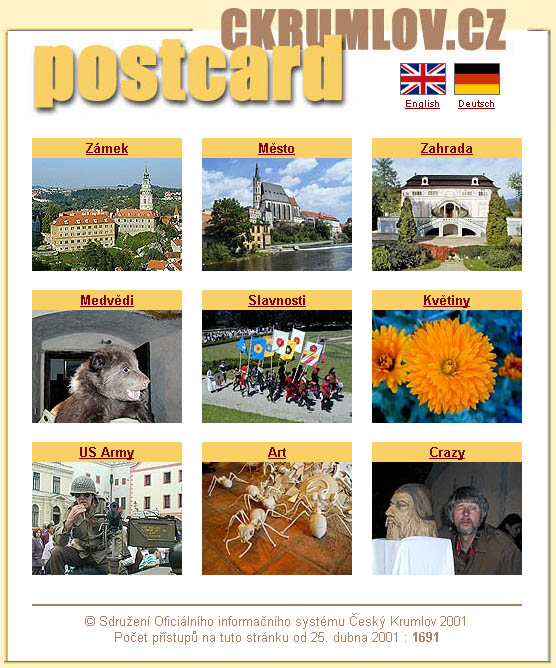 CKRUMLOV.CZ
postcard
English Deutsch
Zámek Město Zahrada
Medvědi Slavnosti Květiny
US Army Art Crazy
© Sdružení Oficiálního informačního systému Český Krumlov 2001
Počet přístupů na tuto stránku od 25. dubna 2001 : 1691